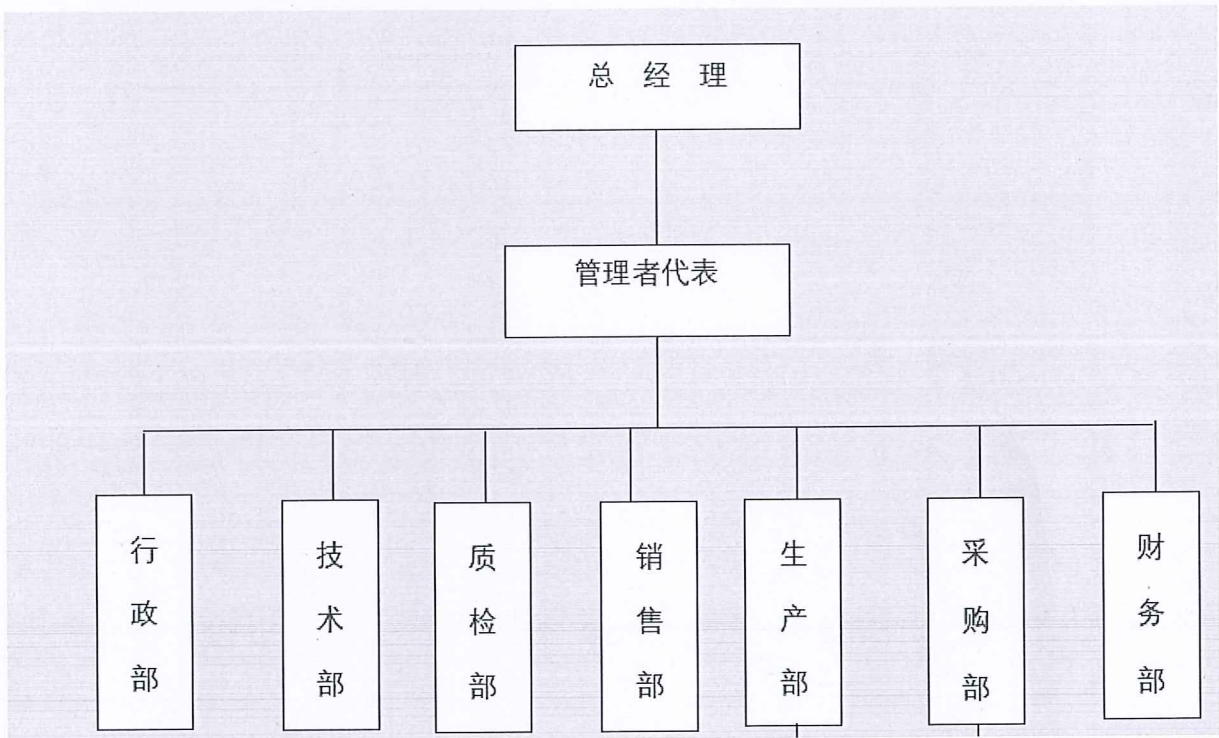 总 经 理
管理者代表
行政部
技术部
质检部
销售部
生产部
采购部
财务部